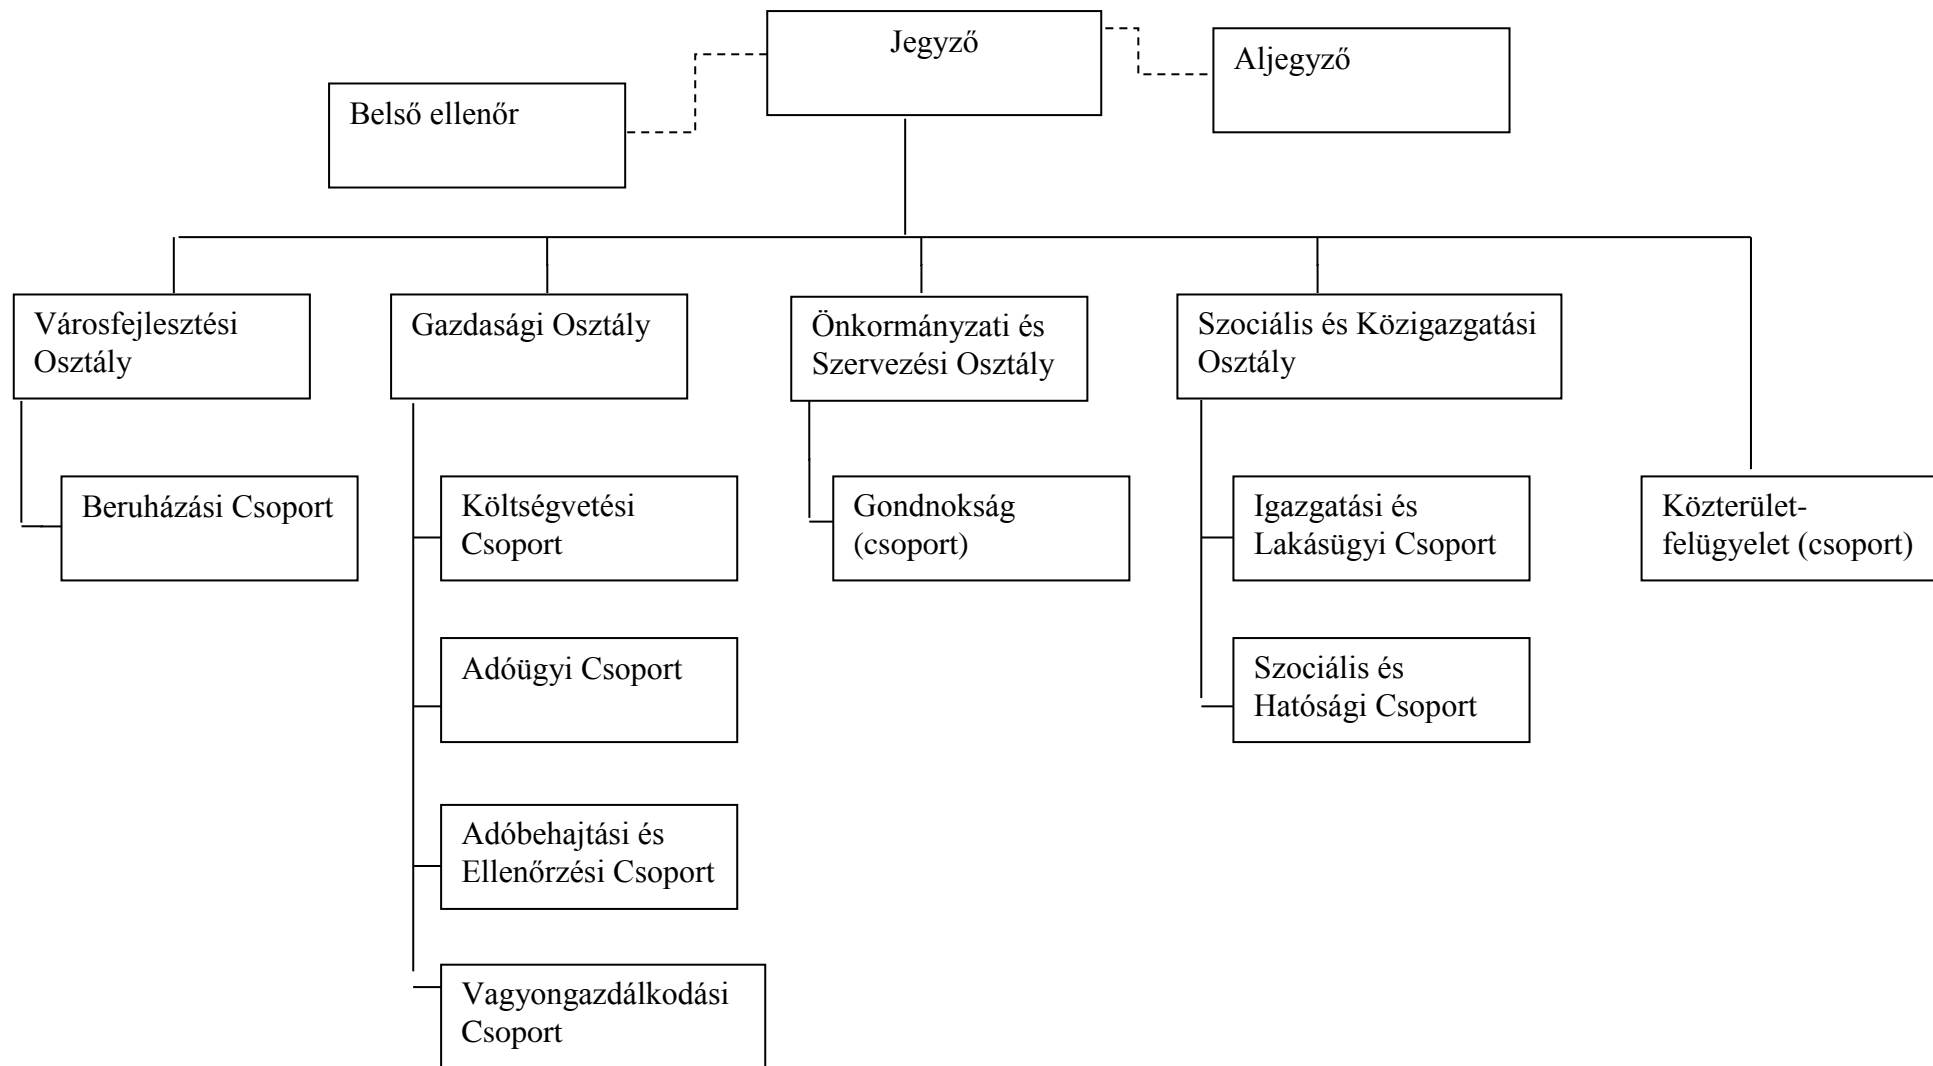 Jegyző
Aljegyző
Belső ellenőr
Városfejlesztési
Osztály
Gazdasági Osztály
Önkormányzati és
Szervezési Osztály
Szociális és Közigazgatási
Osztály
Beruházási Csoport
Költségvetési
Csoport
Gondnokság
(csoport)
Igazgatási és
Lakásügyi Csoport
Közterület-
felügyelet (csoport)
Adóügyi Csoport
Szociális és
Hatósági Csoport
Adóbehajtási és
Ellenőrzési Csoport
Vagyongazdálkodási
Csoport